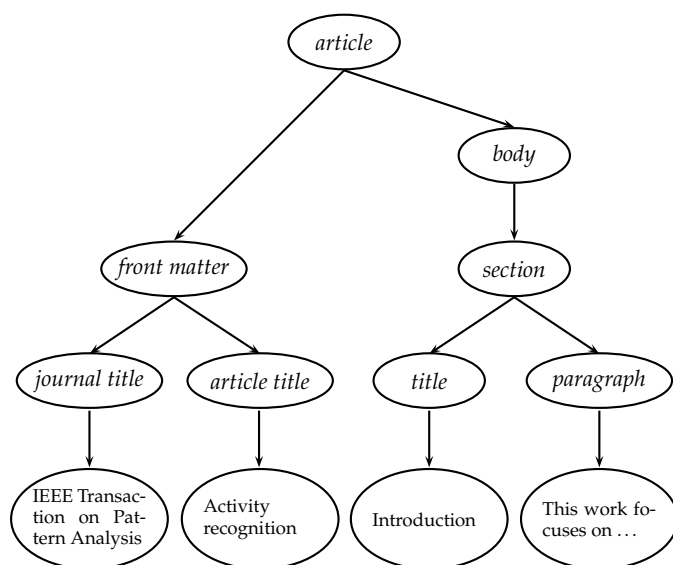 article
body
front matter
section
journal title
article title
title
paragraph
IEEE Transac-
tion on Pat-
tern Analysis
Activity
recognition
Introduction
This work fo-
cuses on ...